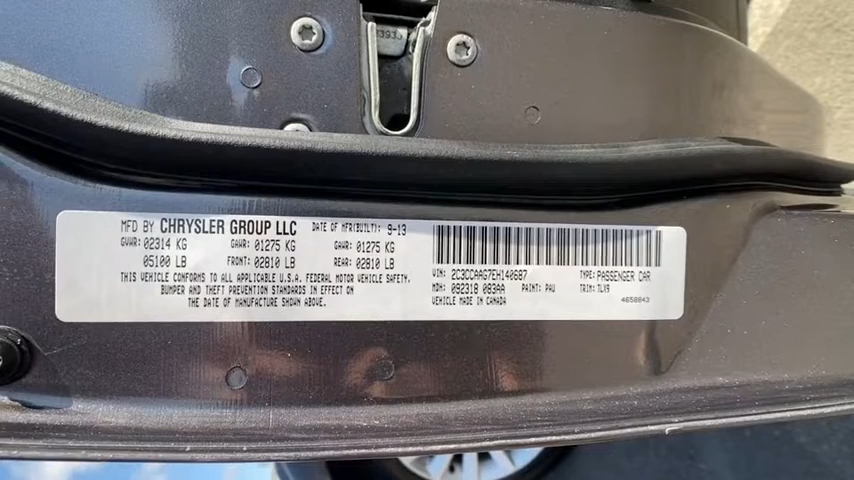 MFD BY CHRYSLER GROUP LLC DATE OF MFR(BUILT): 9-13
GVWR: 02314 KG GAWR: 01275 KG GAWR: 01275 KG
05100 LB FRONT: 02810 LB REAR: 02810 LB
THIS VEHICLE CONFORMS TO ALL APPLICABLE U.S.A. FEDERAL MOTOR VEHICLE SAFETY,
BUMPER AND THEFT PREVENTION STANDARDS IN EFFECT ON
THE DATE OF MANUFACTURE SHOWN ABOVE.
VIN: 2C3CCAAG7EH140687 TYPE: PASSENGER CAR
MDH: 092318 083AA PAINT: PAU TRIM: TLX9
VEHICLE MADE IN CANADA 4658843